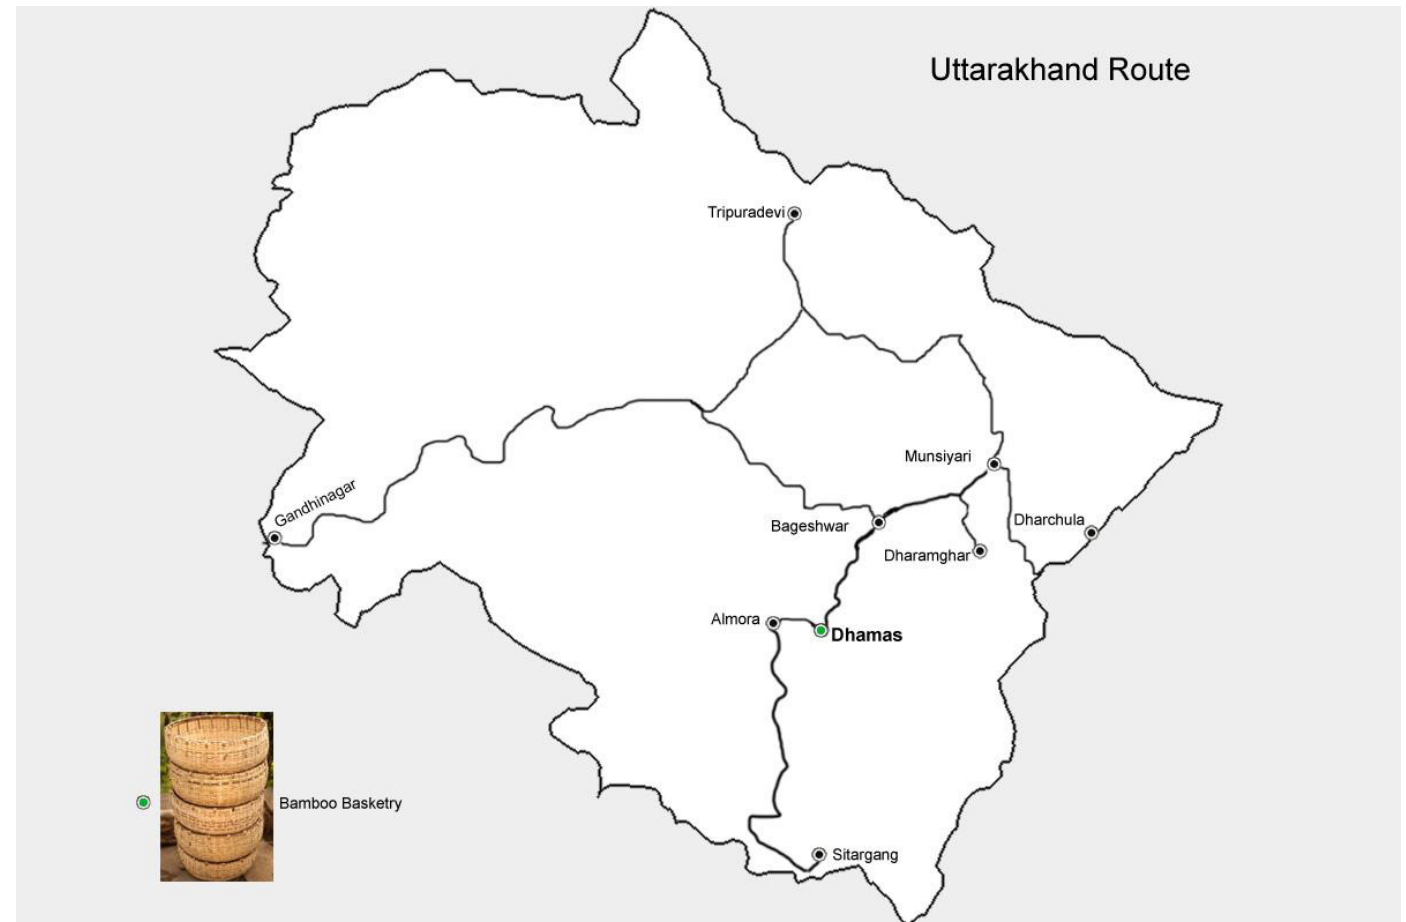 Uttarakhand Route
Tripuradevi
Munsiyari
Gandhinagar
Dharchula
Bageshwar
Dharamghar
Almora
Dhamas
Bamboo Basketry
Sitargang